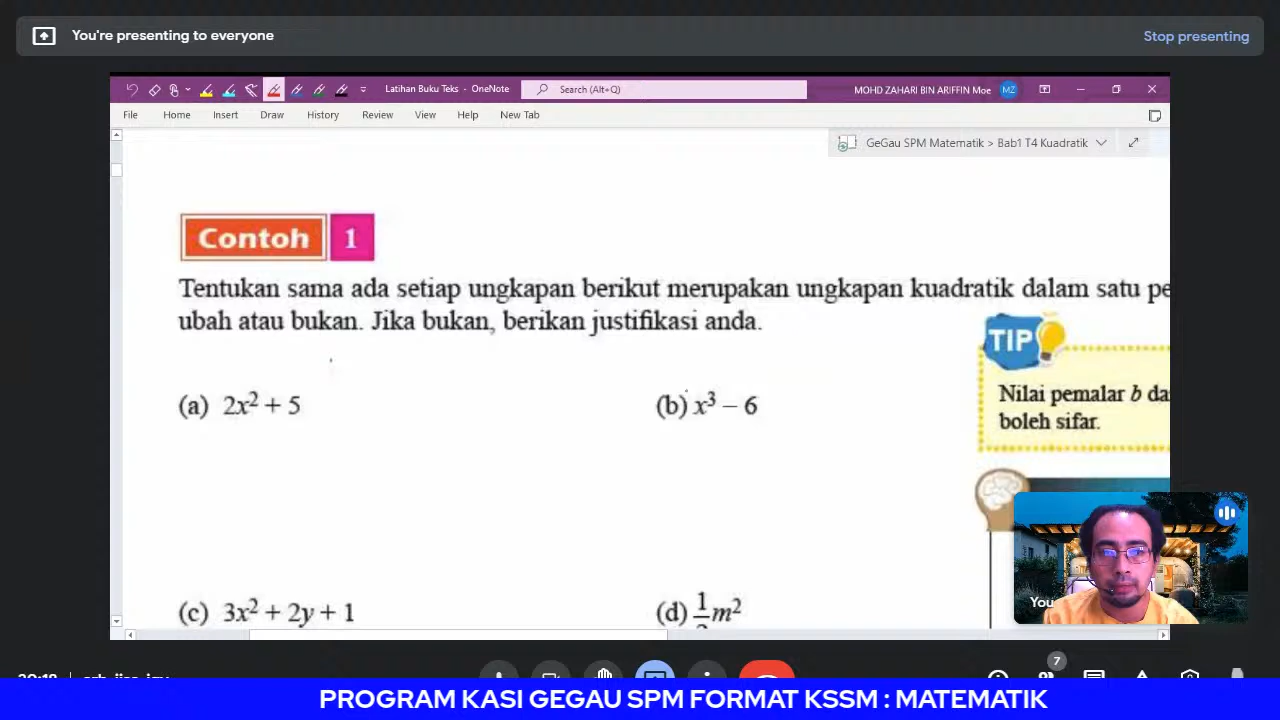 You're presenting to everyone
Stop presenting
Latihan Buku Teks - OneNote
Search (Alt+Q)
MOHD ZAHARI BIN ARIFFIN Moe
MZ
File Home Insert Draw History Review View Help New Tab
GeGau SPM Matematik > Bab1 T4 Kuadratik
Contoh 1
Tentukan sama ada setiap ungkapan berikut merupakan ungkapan kuadratik dalam satu pe
ubah atau bukan. Jika bukan, berikan justifikasi anda.
TIP
Nilai pemalar b da
boleh sifar.
(a) 2x² + 5
(b) x³ – 6
(c) 3x² + 2y + 1
(d) m²
You
7
PROGRAM KASI GEGAU SPM FORMAT KSSM : MATEMATIK